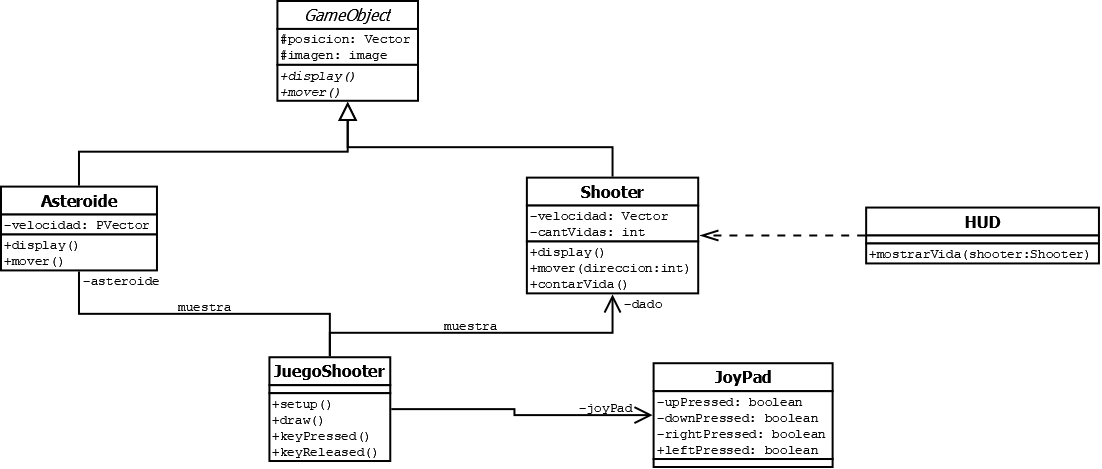 GameObject
#posicion: Vector
#imagen: image
+display()
+mover()
Asteroide
-velocidad: PVector
+display()
+mover()
Shooter
-velocidad: Vector
-cantVidas: int
+display()
+mover(direccion:int)
+contarVida()
HUD
+mostrarVida(shooter:Shooter)
-asteroide
muestra
-dado
muestra
JuegoShooter
+setup()
+draw()
+keyPressed()
+keyReleased()
-joyPad
JoyPad
-upPressed: boolean
-downPressed: boolean
-rightPressed: boolean
+leftPressed: boolean